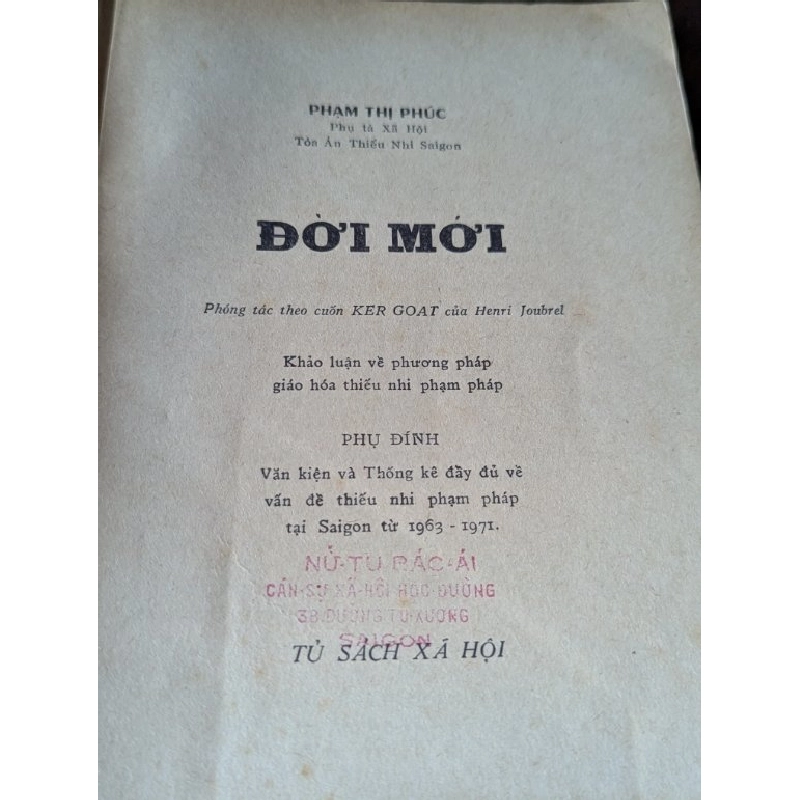 PHẠM THỊ PHÚC
Phụ tá Xã Hội
Tòa Án Thiếu Nhi Saigon
ĐỜI MỚI
Phóng tác theo cuốn KER GOAT của Henri Joubrel
Khảo luận về phương pháp
giáo hóa thiếu nhi phạm pháp
PHỤ ĐÍNH
Văn kiện và Thống kê đầy đủ về
vấn đề thiếu nhi phạm pháp
tại Saigon từ 1963 - 1971.
NỬ-TU BÁC-ÁI
CÁN-SỰ XÃ-HỘI HỌC-ĐƯỜNG
38 ĐƯỜNG TÚ-XƯƠNG
SAIGON
TỦ SÁCH XÃ HỘI